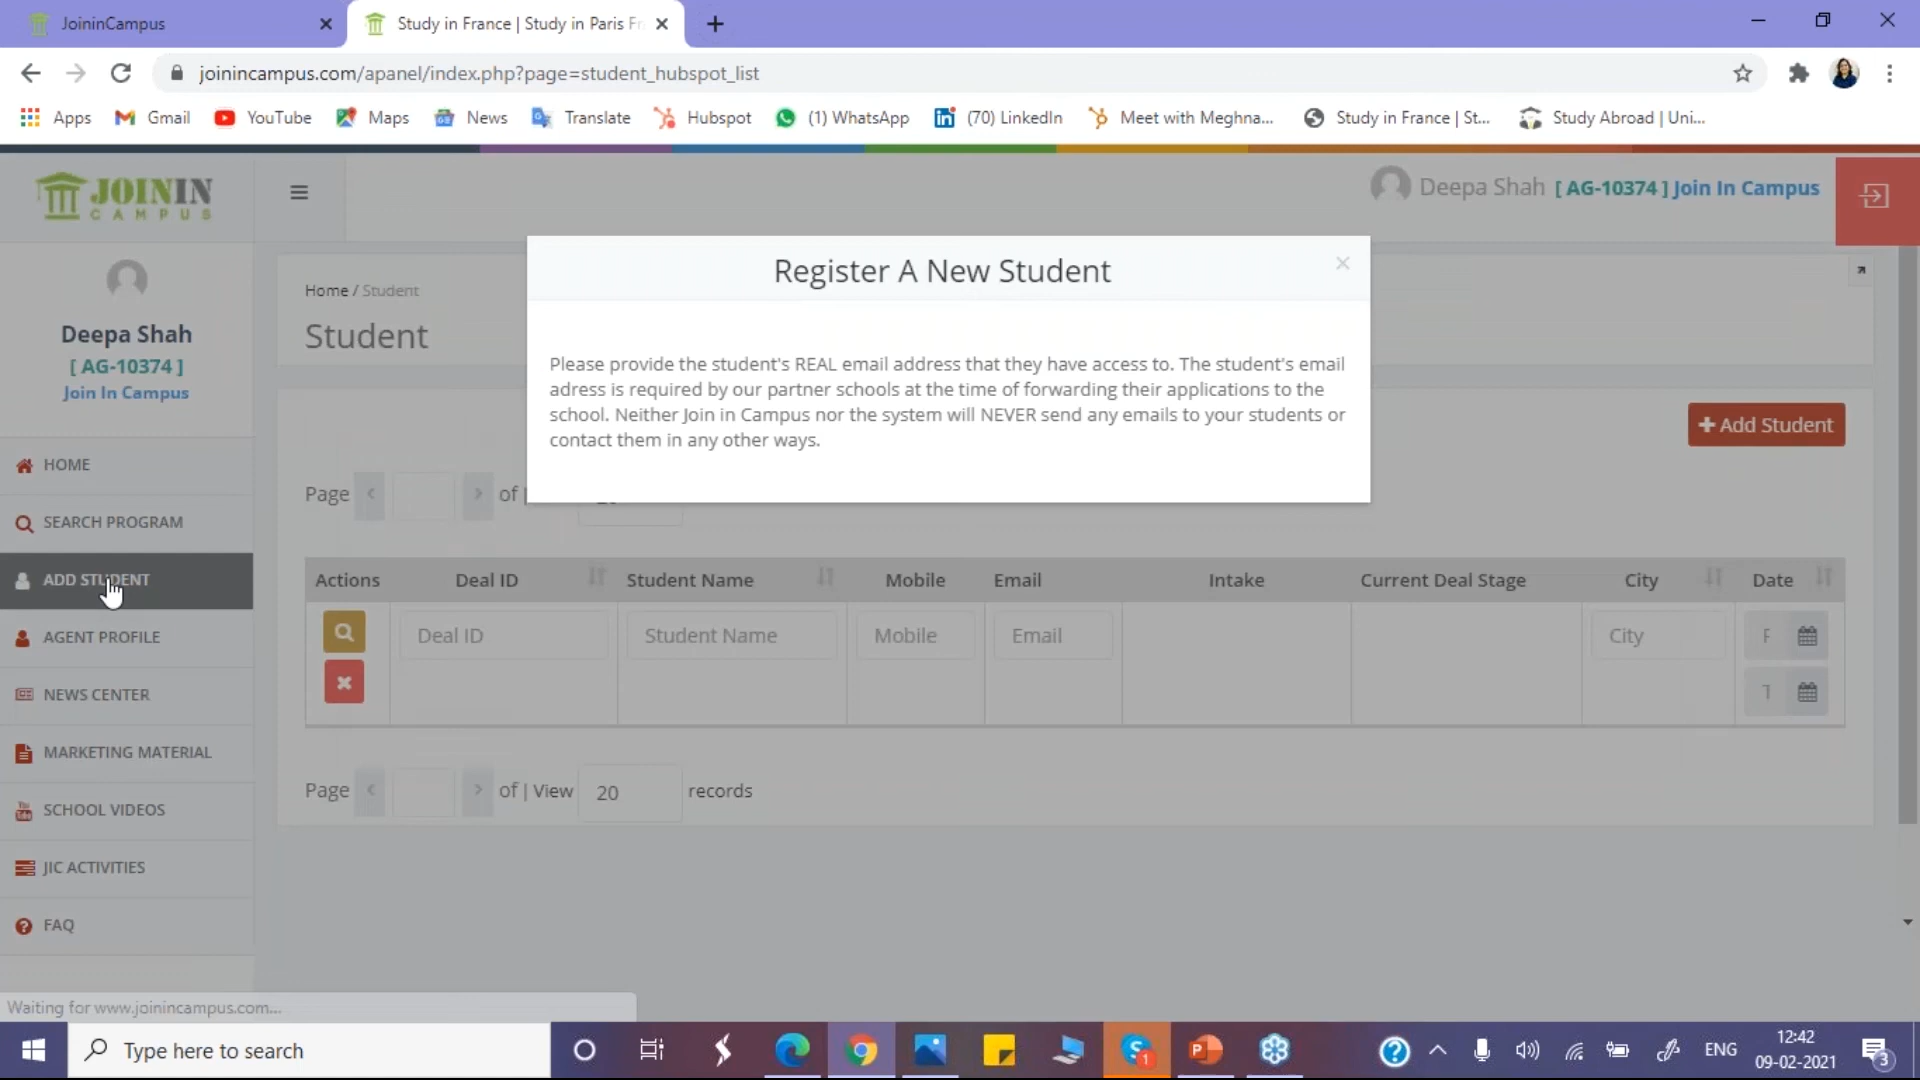 JoininCampus
Study in France | Study in Paris Fr
joinincampus.com/apanel/index.php?page=student_hubspot_list
Apps Gmail YouTube Maps News Translate Hubspot (1) WhatsApp (70) LinkedIn Meet with Meghna... Study in France | St... Study Abroad | Uni...
JOININ
CAMPUS
Deepa Shah [ AG-10374 ] Join In Campus
Deepa Shah
[ AG-10374 ]
Join In Campus
HOME
SEARCH PROGRAM
ADD STUDENT
AGENT PROFILE
NEWS CENTER
MARKETING MATERIAL
SCHOOL VIDEOS
JIC ACTIVITIES
FAQ
Home / Student
Student
Register A New Student
Please provide the student's REAL email address that they have access to. The student's email
adress is required by our partner schools at the time of forwarding their applications to the
school. Neither Join in Campus nor the system will NEVER send any emails to your students or
contact them in any other ways.
Add Student
Page of |
Actions Deal ID Student Name Mobile Email Intake Current Deal Stage City Date
Deal ID Student Name Mobile Email City F
T
Page of | View 20 records
Waiting for www.joinincampus.com...
Type here to search
ENG
12:42
09-02-2021
1
3